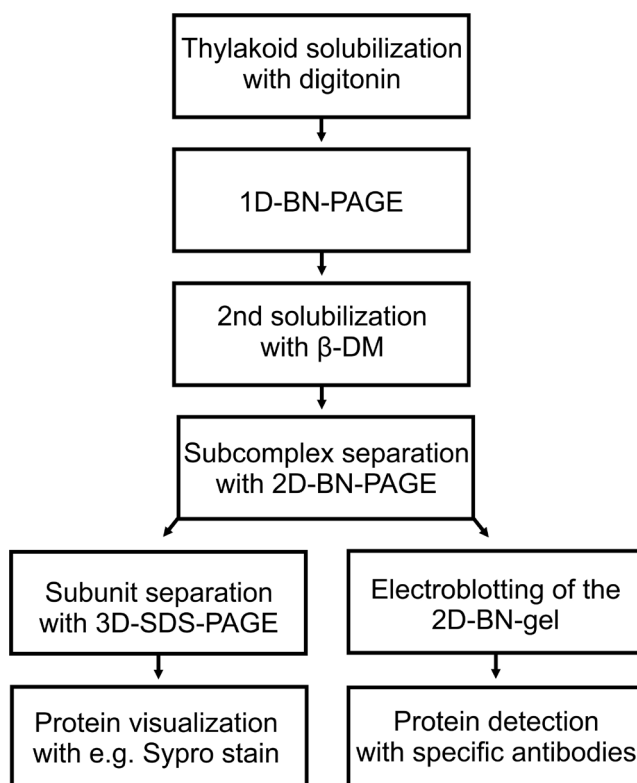 Thylakoid solubilization
with digitonin
1D-BN-PAGE
2nd solubilization
with β-DM
Subcomplex separation
with 2D-BN-PAGE
Subunit separation
with 3D-SDS-PAGE
Electroblotting of the
2D-BN-gel
Protein visualization
with e.g. Sypro stain
Protein detection
with specific antibodies